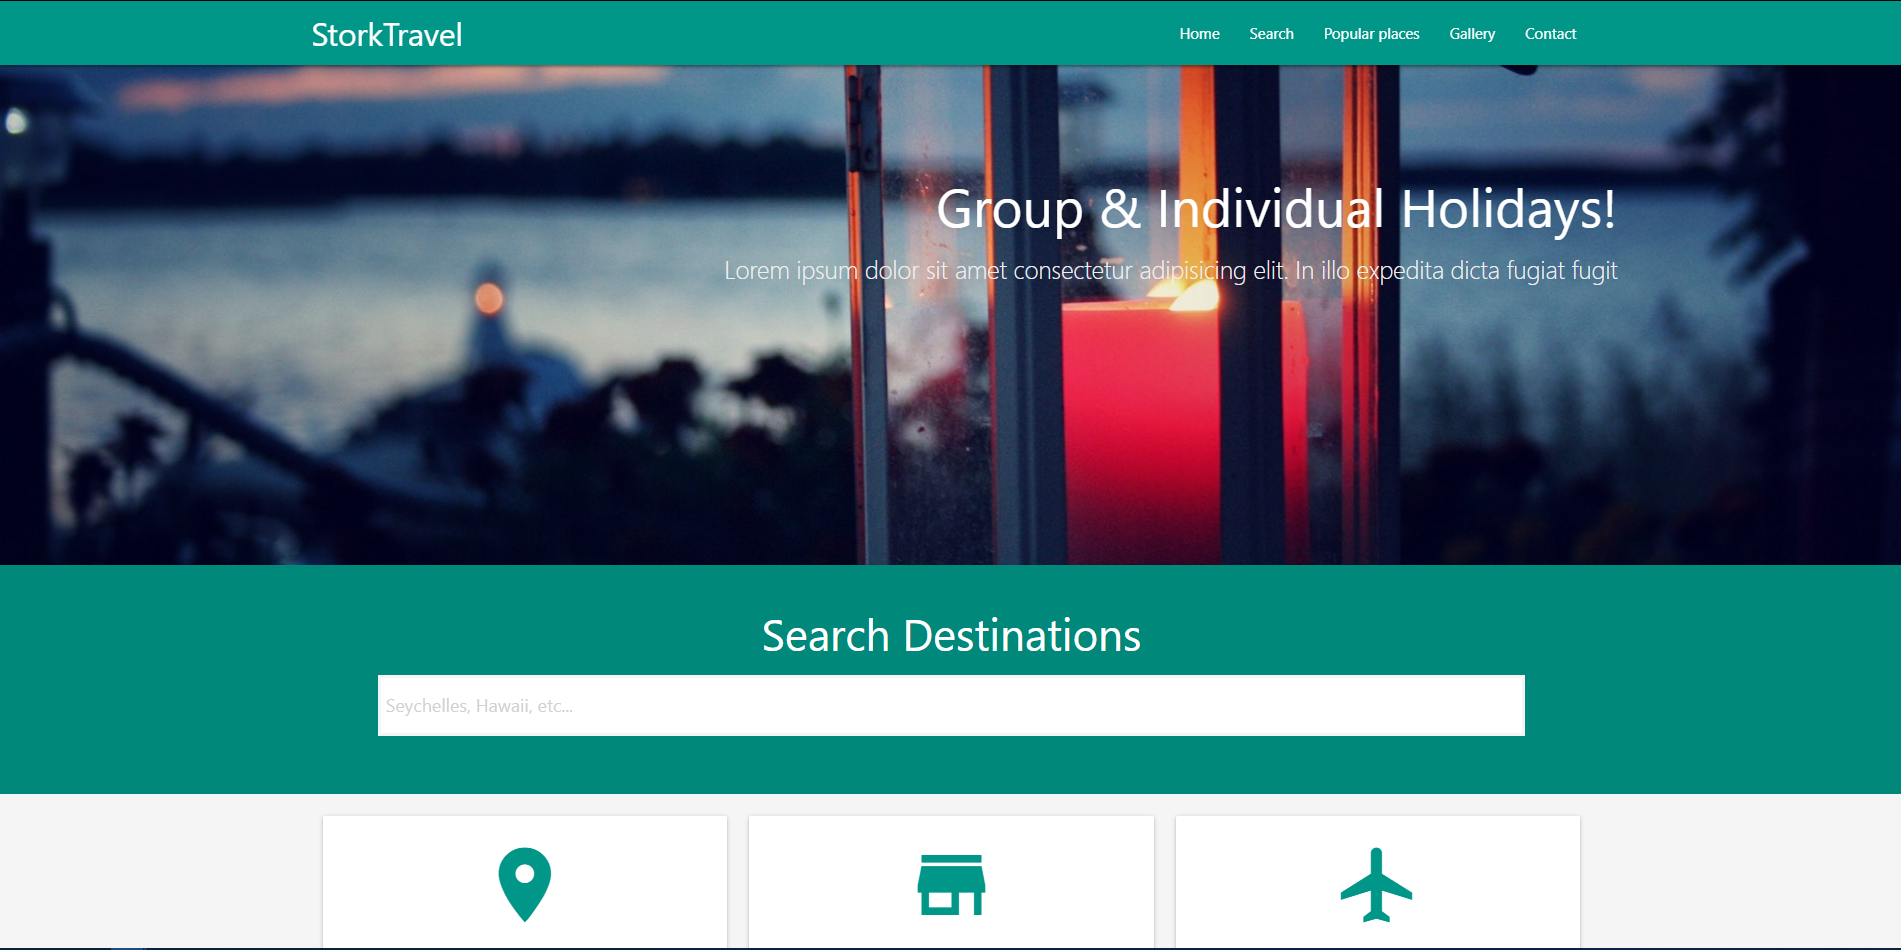 StorkTravel
Home Search Popular places Gallery Contact
Group & Individual Holidays!
Lorem ipsum dolor sit amet consectetur adipisicing elit. In illo expedita dicta fugiat fugit
Search Destinations
Seychelles, Hawaii, etc...